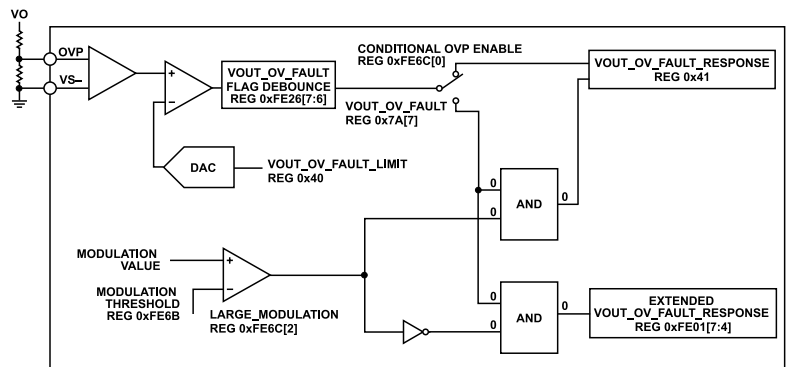 VO
OVP
VS–
+
–
VOUT_OV_FAULT
FLAG DEBOUNCE
REG 0xFE26[7:6]
CONDITIONAL OVP ENABLE
REG 0xFE6C[0]
VOUT_OV_FAULT
REG 0x7A[7]
VOUT_OV_FAULT_RESPONSE
REG 0x41
DAC
VOUT_OV_FAULT_LIMIT
REG 0x40
0
0
AND
0
MODULATION
VALUE
+
–
MODULATION
THRESHOLD
REG 0xFE6B
LARGE_MODULATION
REG 0xFE6C[2]
0
0
AND
0
EXTENDED
VOUT_OV_FAULT_RESPONSE
REG 0xFE01[7:4]